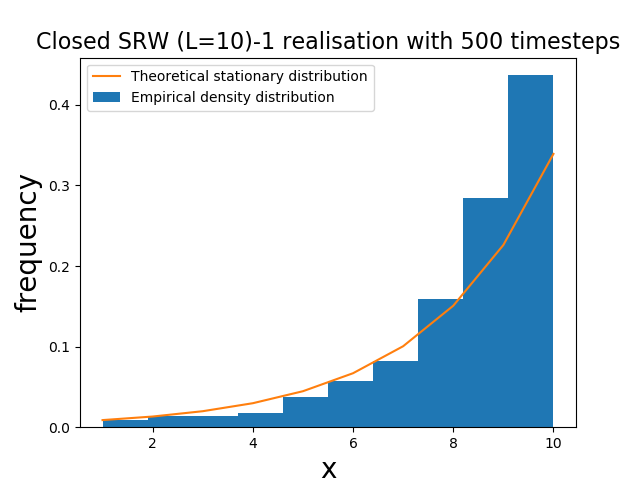 Closed SRW (L=10)-1 realisation with 500 timesteps
Theoretical stationary distribution
Empirical density distribution
frequency
0.4
0.3
0.2
0.1
0.0
2 4 6 8 10
x